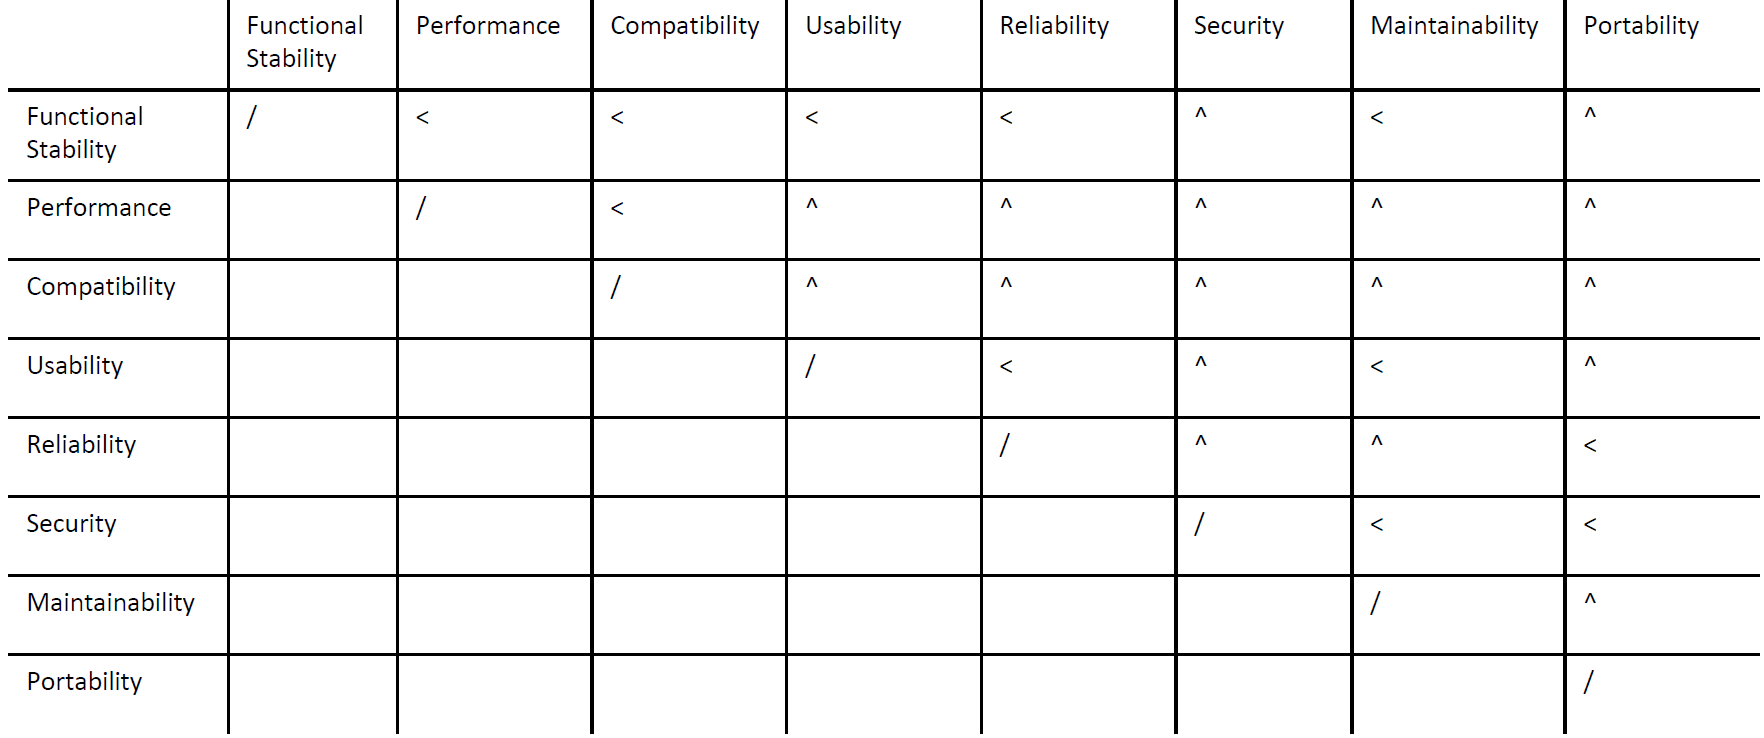 Functional Performance Compatibility Usability Reliability Security Maintainability Portability
Stability
Functional / < < < < ^ < ^
Stability
Performance / < ^ ^ ^ ^ ^
Compatibility / ^ ^ ^ ^ ^
Usability / < ^ < ^
Reliability / ^ ^ <
Security / < <
Maintainability / ^
Portability /